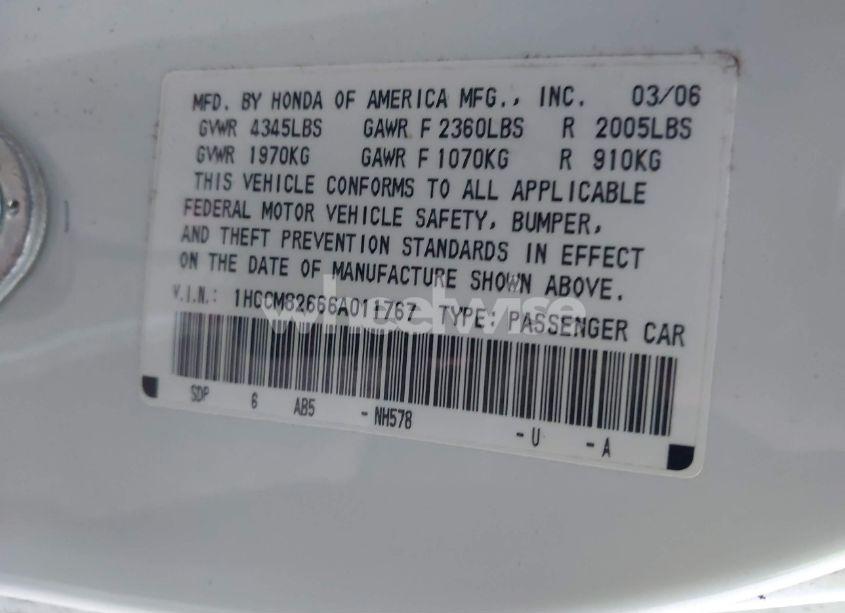 MFD. BY HONDA OF AMERICA MFG., INC. 03/06
GVWR 4345LBS GAWR F 2360LBS R 2005LBS
GVWR 1970KG GAWR F 1070KG R 910KG
THIS VEHICLE CONFORMS TO ALL APPLICABLE
FEDERAL MOTOR VEHICLE SAFETY, BUMPER,
AND THEFT PREVENTION STANDARDS IN EFFECT
ON THE DATE OF MANUFACTURE SHOWN ABOVE.
V.I.N.: 1HGCM82666A011767 TYPE: PASSENGER CAR
wheelwise
SDP 6 AB5 -NH578 -U -A